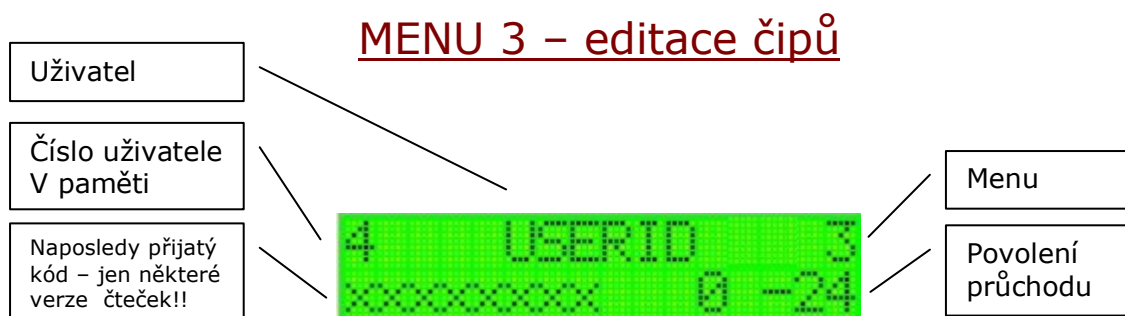 MENU 3 – editace čipů
Uživatel
Číslo uživatele
V paměti
Naposledy přijatý
kód – jen některé
verze čteček!!
4 USERID 3
xxxxxxxxx 0 -24
Menu
Povolení
průchodu